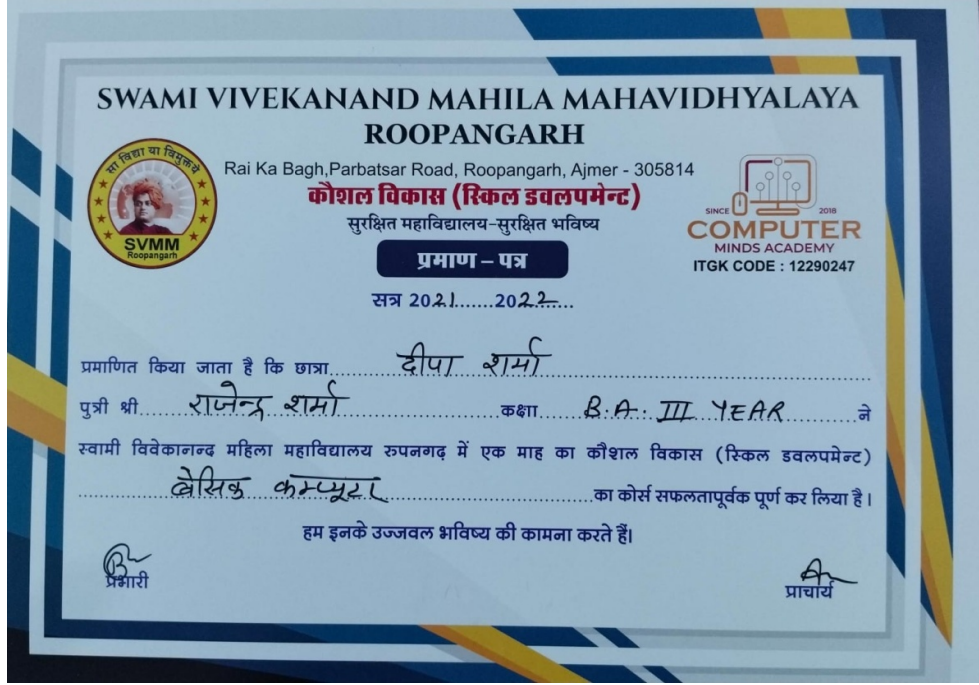 SWAMI VIVEKANAND MAHILA MAHAVIDHYALAYA
ROOPANGARH
Rai Ka Bagh,Parbatsar Road, Roopangarh, Ajmer - 305814
कौशल विकास (स्किल डवलपमेन्ट)
सुरक्षित महाविद्यालय-सुरक्षित भविष्य
सा विद्या या विमुक्तये
SVMM
Roopangarh
SINCE 2018
COMPUTER
MINDS ACADEMY
ITGK CODE : 12290247
प्रमाण – पत्र
सत्र 2021.......2022......
प्रमाणित किया जाता है कि छात्रा दीपा शर्मा
पुत्री श्री राजेन्द्र शर्मा कक्षा B.A. III YEAR ने
स्वामी विवेकानन्द महिला महाविद्यालय रुपनगढ़ में एक माह का कौशल विकास (स्किल डवलपमेन्ट)
बेसिक कम्प्यूटर का कोर्स सफलतापूर्वक पूर्ण कर लिया है।
हम इनके उज्जवल भविष्य की कामना करते हैं।
प्रभारी
प्राचार्य